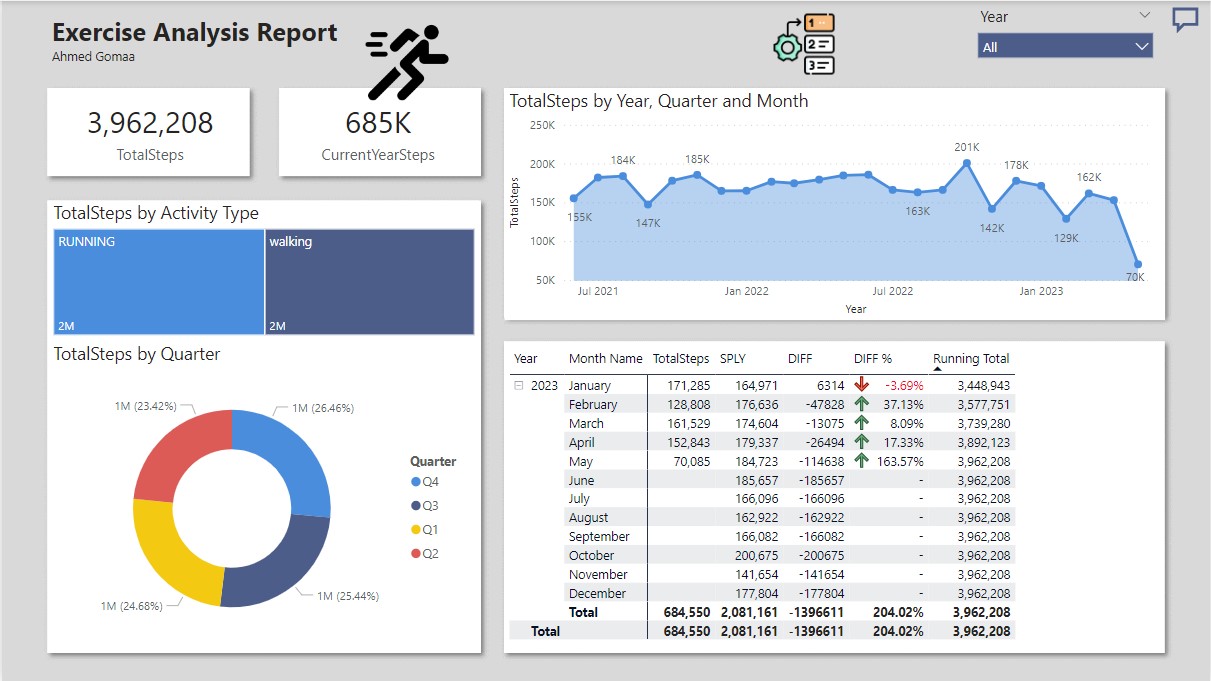 Exercise Analysis Report
Ahmed Gomaa
1
2
3
Year
All
3,962,208
TotalSteps
685K
CurrentYearSteps
TotalSteps by Year, Quarter and Month
250K
200K
150K
100K
50K
TotalSteps
155K
184K
147K
185K
163K
201K
142K
178K
129K
162K
70K
Jul 2021
Jan 2022
Jul 2022
Jan 2023
Year
TotalSteps by Activity Type
RUNNING
2M
walking
2M
TotalSteps by Quarter
1M (23.42%)
1M (26.46%)
1M (24.68%)
1M (25.44%)
Quarter
Q4
Q3
Q1
Q2
Year Month Name TotalSteps SPLY DIFF DIFF % Running Total
2023 January 171,285 164,971 6314 -3.69% 3,448,943
February 128,808 176,636 -47828 37.13% 3,577,751
March 161,529 174,604 -13075 8.09% 3,739,280
April 152,843 179,337 -26494 17.33% 3,892,123
May 70,085 184,723 -114638 163.57% 3,962,208
June 185,657 -185657 - 3,962,208
July 166,096 -166096 - 3,962,208
August 162,922 -162922 - 3,962,208
September 166,082 -166082 - 3,962,208
October 200,675 -200675 - 3,962,208
November 141,654 -141654 - 3,962,208
December 177,804 -177804 - 3,962,208
Total 684,550 2,081,161 -1396611 204.02% 3,962,208
Total 684,550 2,081,161 -1396611 204.02% 3,962,208